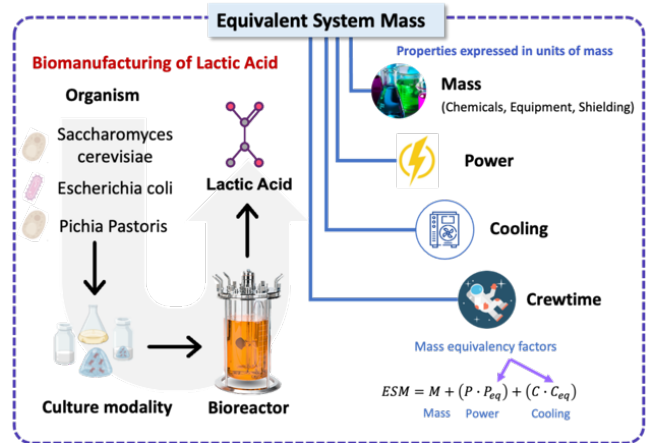 Equivalent System Mass
Biomanufacturing of Lactic Acid
Organism
Saccharomyces
cerevisiae
Escherichia coli
Pichia Pastoris
Culture modality
Bioreactor
Lactic Acid
Properties expressed in units of mass
Mass
(Chemicals, Equipment, Shielding)
Power
Cooling
Crewtime
Mass equivalency factors
ESM = M + (P · P_eq) + (C · C_eq)
Mass Power Cooling